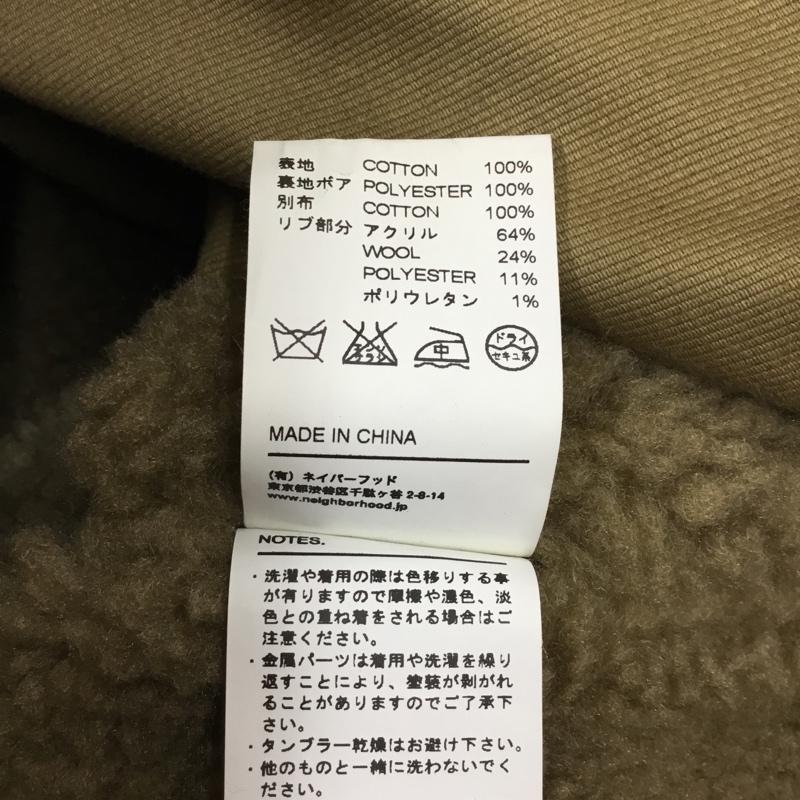 表地 COTTON 100%
裏地ボア POLYESTER 100%
別布 COTTON 100%
リブ部分 アクリル 64%
WOOL 24%
POLYESTER 11%
ポリウレタン 1%
エンソ
サラシ
中
ドライ
セキユ系
MADE IN CHINA
(有) ネイバーフッド
東京都渋谷区千駄ヶ谷 2-8-14
www.neighborhood.jp
NOTES.
・洗濯や着用の際は色移りする事
が有りますので摩擦や濃色、淡
色との重ね着をされる場合はご
注意ください。
・金属パーツは着用や洗濯を繰り
返すことにより、塗装が剥がれ
ることがありますのでご了承下
さい。
・タンブラー乾燥はお避け下さい。
・他のものと一緒に洗わないでく
ださい。